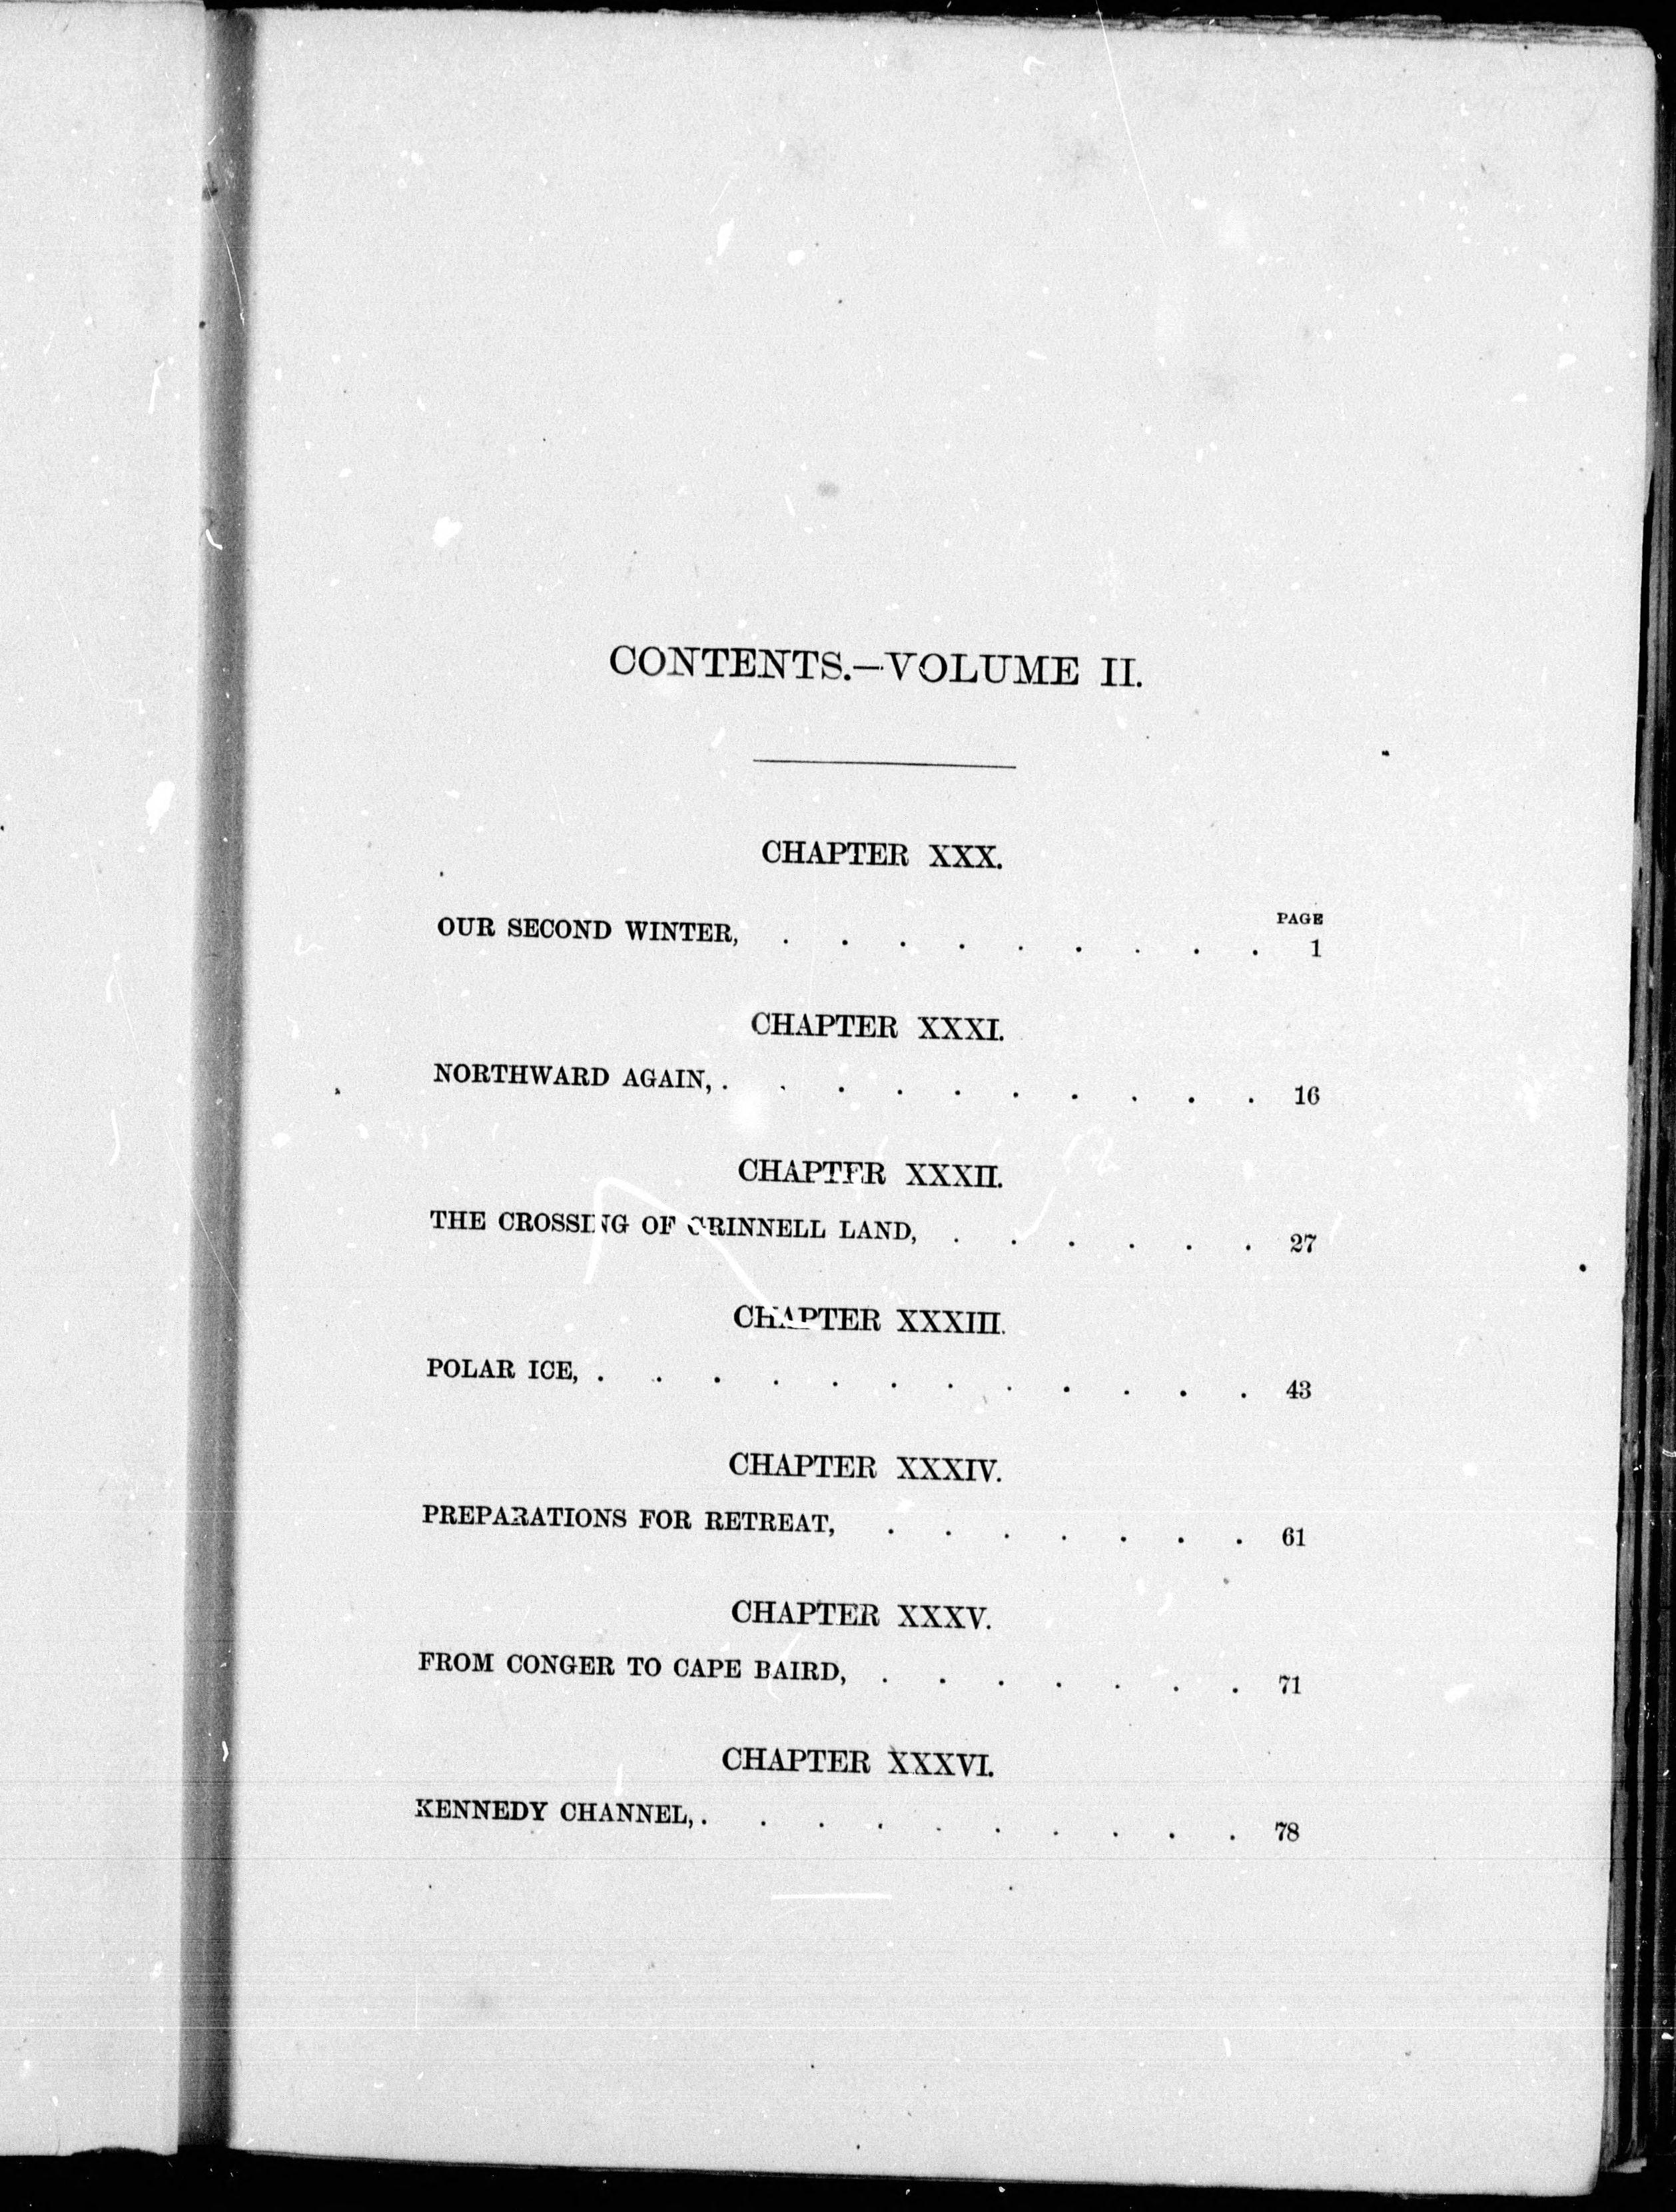 CONTENTS.—VOLUME II.
CHAPTER XXX.
PAGE
OUR SECOND WINTER, . . . . . . . . . 1
CHAPTER XXXI.
NORTHWARD AGAIN, . . . . . . . . . . 16
CHAPTER XXXII.
THE CROSSING OF GRINNELL LAND, . . . . . . 27
CHAPTER XXXIII.
POLAR ICE, . . . . . . . . . . . . 43
CHAPTER XXXIV.
PREPARATIONS FOR RETREAT, . . . . . . . 61
CHAPTER XXXV.
FROM CONGER TO CAPE BAIRD, . . . . . . . 71
CHAPTER XXXVI.
KENNEDY CHANNEL, . . . . . . . . . . 78